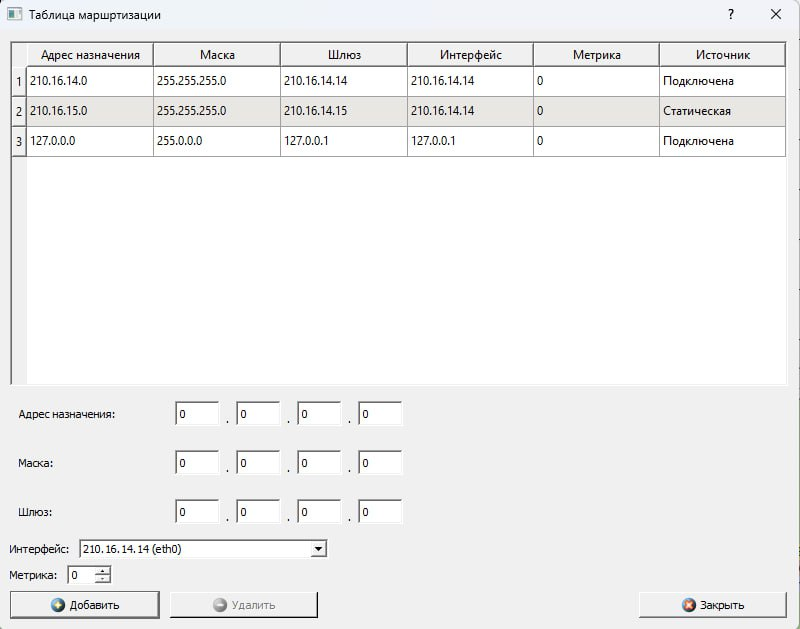 Таблица маршртизации
?
Адрес назначения Маска Шлюз Интерфейс Метрика Источник
1 210.16.14.0 255.255.255.0 210.16.14.14 210.16.14.14 0 Подключена
2 210.16.15.0 255.255.255.0 210.16.14.15 210.16.14.14 0 Статическая
3 127.0.0.0 255.0.0.0 127.0.0.1 127.0.0.1 0 Подключена
Адрес назначения: 0 . 0 . 0 . 0
Маска: 0 . 0 . 0 . 0
Шлюз: 0 . 0 . 0 . 0
Интерфейс: 210.16.14.14 (eth0)
Метрика: 0
Добавить Удалить Закрыть